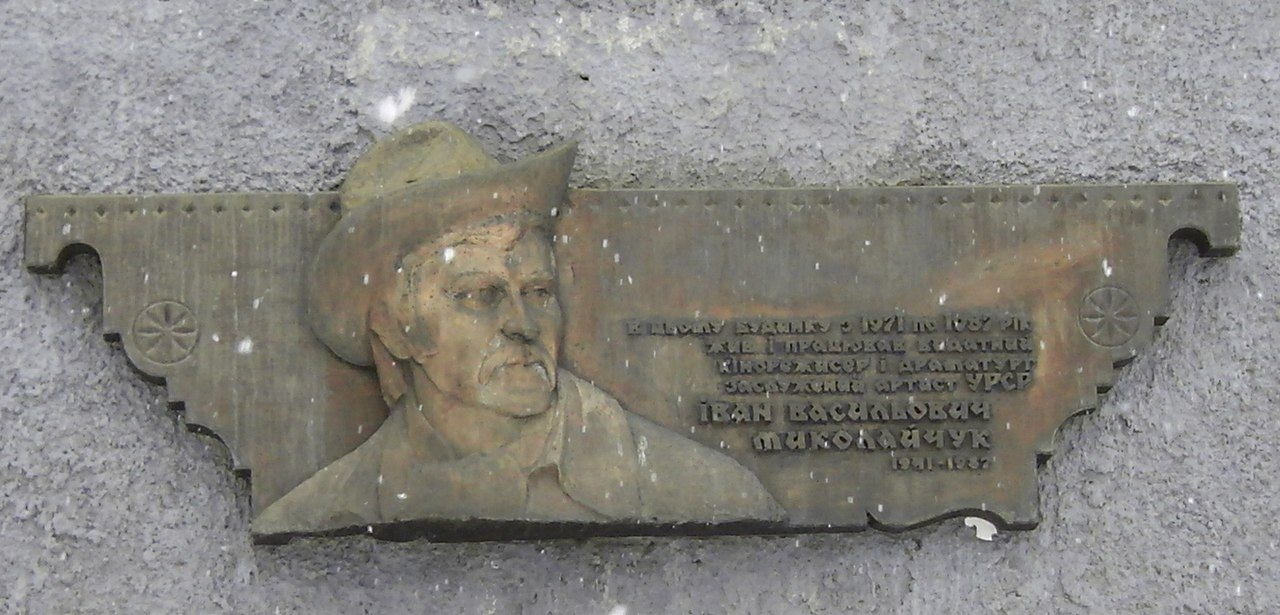 В ЦЬОМУ БУДИНКУ З 1971 ПО 1987 РІК
ЖИВ І ПРАЦЮВАВ ВИДАТНИЙ
КІНОРЕЖИСЕР І ДРАМАТУРГ
ЗАСЛУЖЕНИЙ АРТИСТ УРСР
ІВАН ВАСИЛЬОВИЧ
МИКОЛАЙЧУК
1941-1987